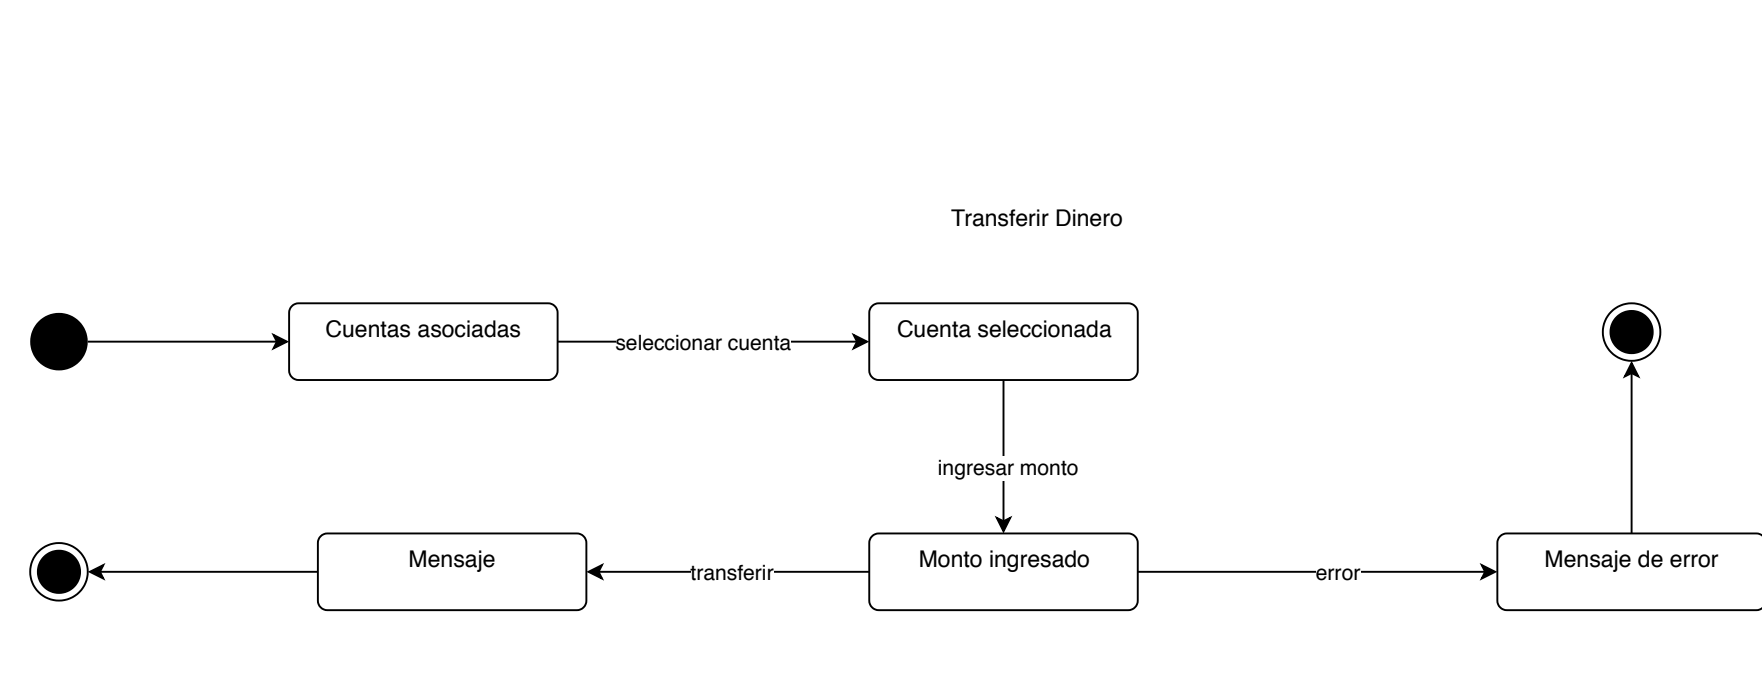 Transferir Dinero
Cuentas asociadas
seleccionar cuenta
Cuenta seleccionada
ingresar monto
Mensaje
transferir
Monto ingresado
error
Mensaje de error